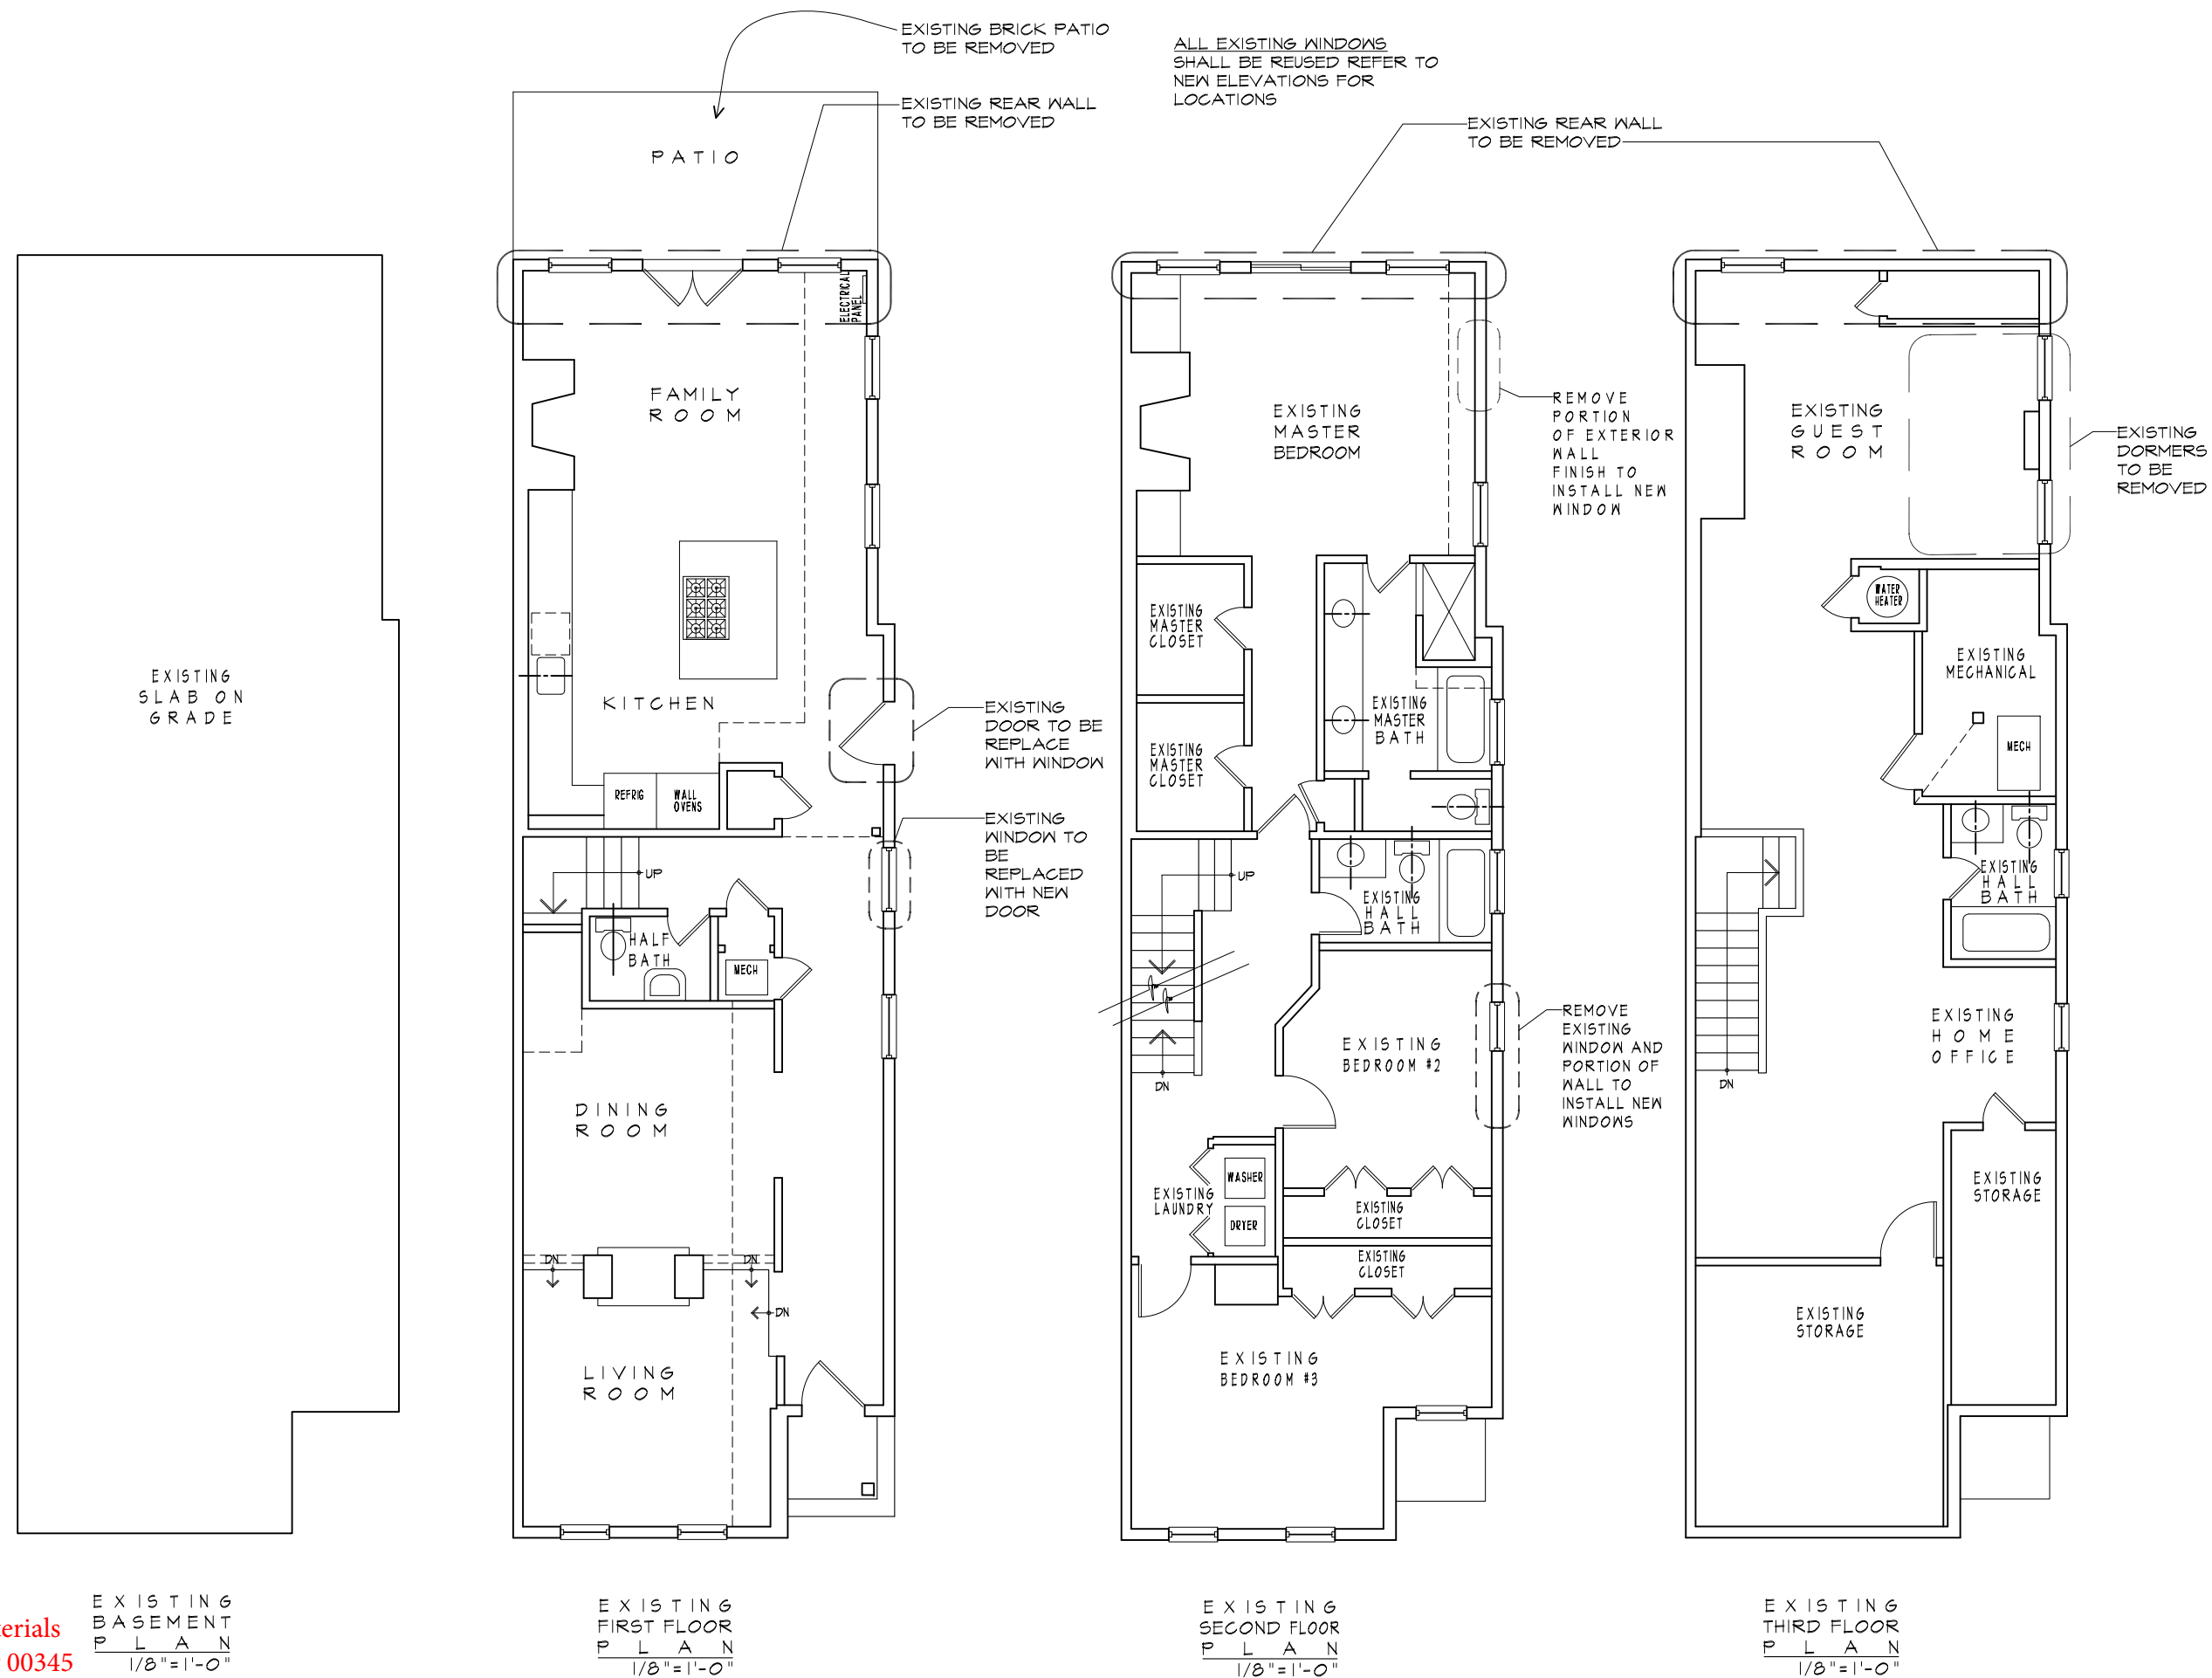 EXISTING BRICK PATIO
TO BE REMOVED
EXISTING REAR WALL
TO BE REMOVED
PATIO
ALL EXISTING WINDOWS
SHALL BE REUSED REFER TO
NEW ELEVATIONS FOR
LOCATIONS
EXISTING REAR WALL
TO BE REMOVED
EXISTING
SLAB ON
GRADE
EXISTING
BASEMENT
PLAN
1/8"=1'-0"
erials
00345
ELECTRICAL
PANEL
FAMILY
ROOM
KITCHEN
REFRIG
WALL
OVENS
EXISTING
DOOR TO BE
REPLACE
WITH WINDOW
EXISTING
WINDOW TO
BE
REPLACED
WITH NEW
DOOR
UP
HALF
BATH
MECH
DINING
ROOM
DN
DN
DN
LIVING
ROOM
EXISTING
FIRST FLOOR
PLAN
1/8"=1'-0"
EXISTING
MASTER
BEDROOM
REMOVE
PORTION
OF EXTERIOR
WALL
FINISH TO
INSTALL NEW
WINDOW
EXISTING
MASTER
CLOSET
EXISTING
MASTER
CLOSET
EXISTING
MASTER
BATH
UP
EXISTING
HALL
BATH
DN
EXISTING
BEDROOM #2
REMOVE
EXISTING
WINDOW AND
PORTION OF
WALL TO
INSTALL NEW
WINDOWS
EXISTING
LAUNDRY
WASHER
DRYER
EXISTING
CLOSET
EXISTING
CLOSET
EXISTING
BEDROOM #3
EXISTING
SECOND FLOOR
PLAN
1/8"=1'-0"
EXISTING
GUEST
ROOM
EXISTING
DORMERS
TO BE
REMOVED
WATER
HEATER
EXISTING
MECHANICAL
MECH
EXISTING
HALL
BATH
EXISTING
HOME
OFFICE
DN
EXISTING
STORAGE
EXISTING
STORAGE
EXISTING
THIRD FLOOR
PLAN
1/8"=1'-0"